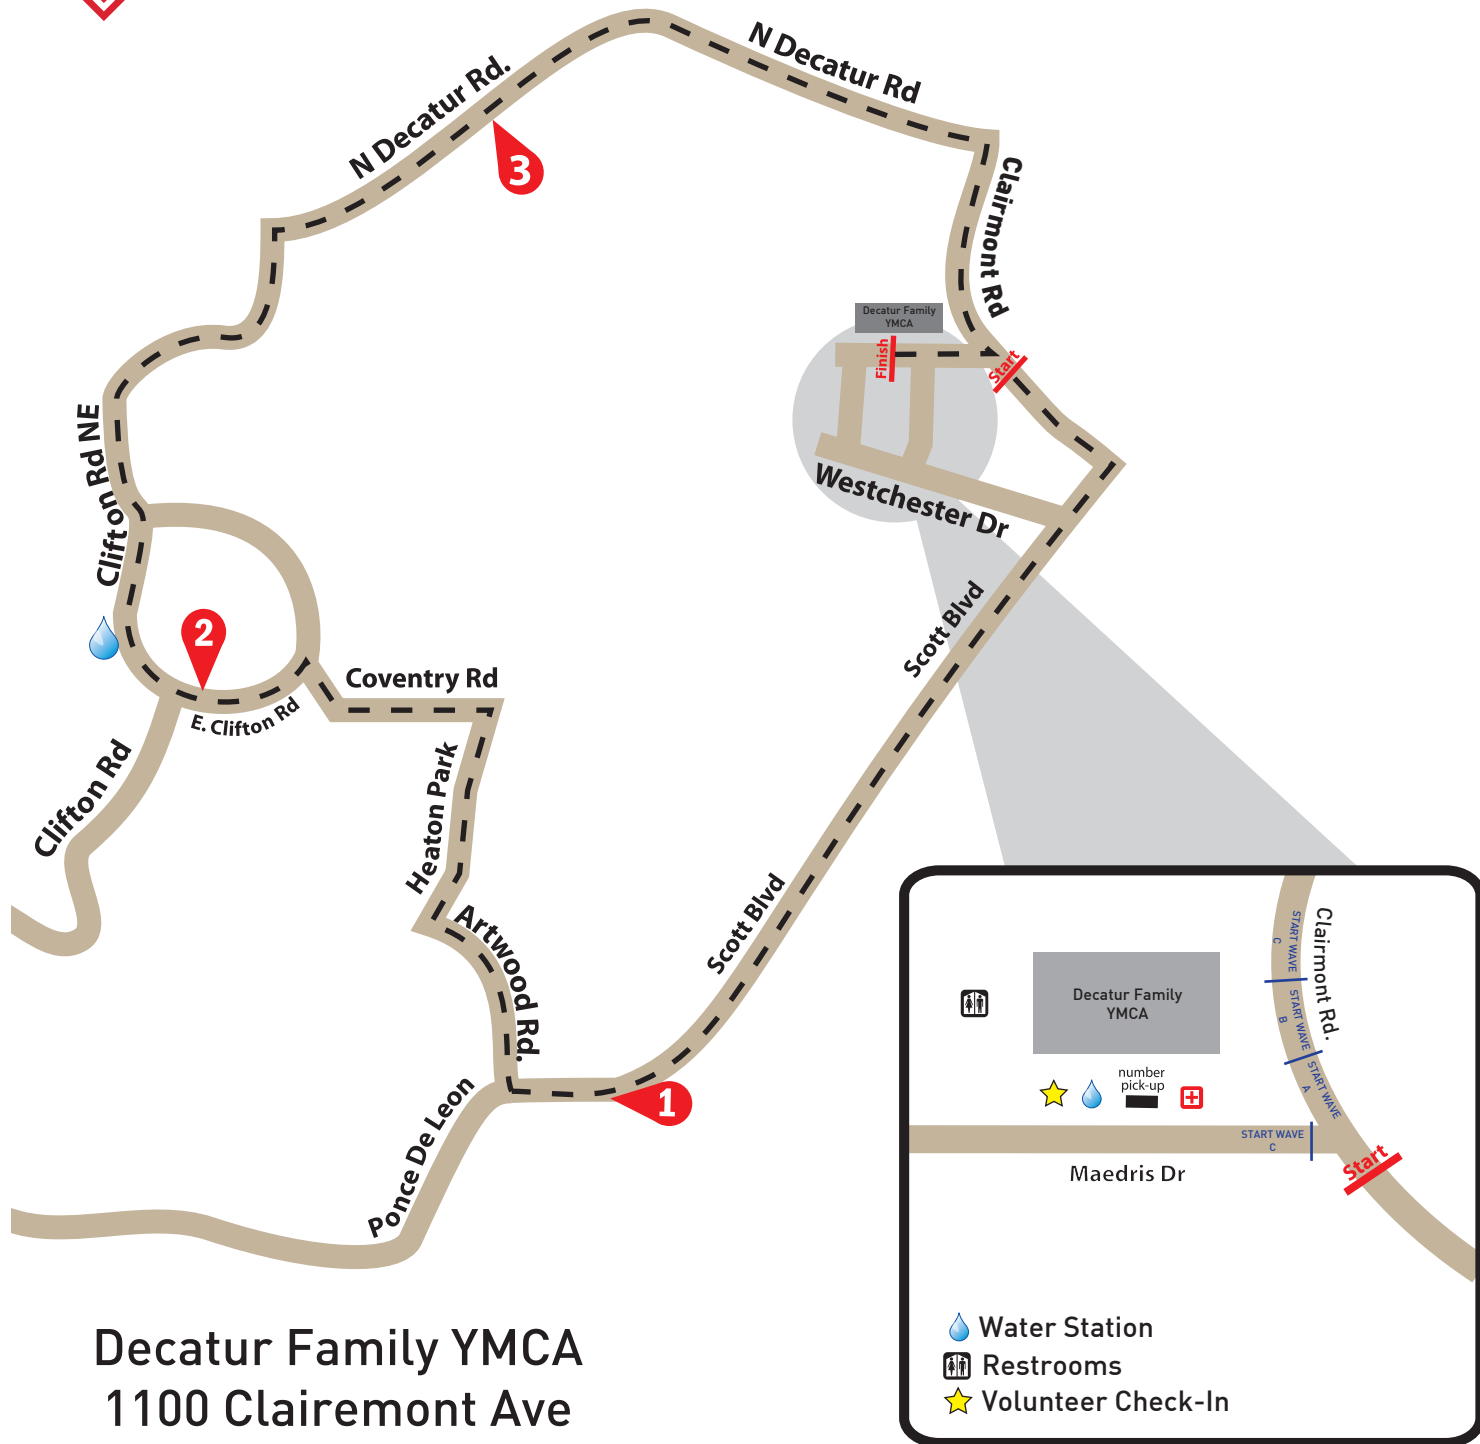 N Decatur Rd.
N Decatur Rd
3
Clairmont Rd
Decatur Family
YMCA
Finish
Start
Westchester Dr
Clifton Rd NE
2
E. Clifton Rd
Coventry Rd
Scott Blvd
Clifton Rd
Heaton Park
Artwood Rd.
Scott Blvd
1
Ponce De Leon
Decatur Family YMCA
1100 Clairemont Ave
START WAVE
C
Clairmont Rd.
START WAVE
B
START WAVE
A
Decatur Family
YMCA
number
pick-up
START WAVE
C
Start
Maedris Dr
Water Station
Restrooms
Volunteer Check-In